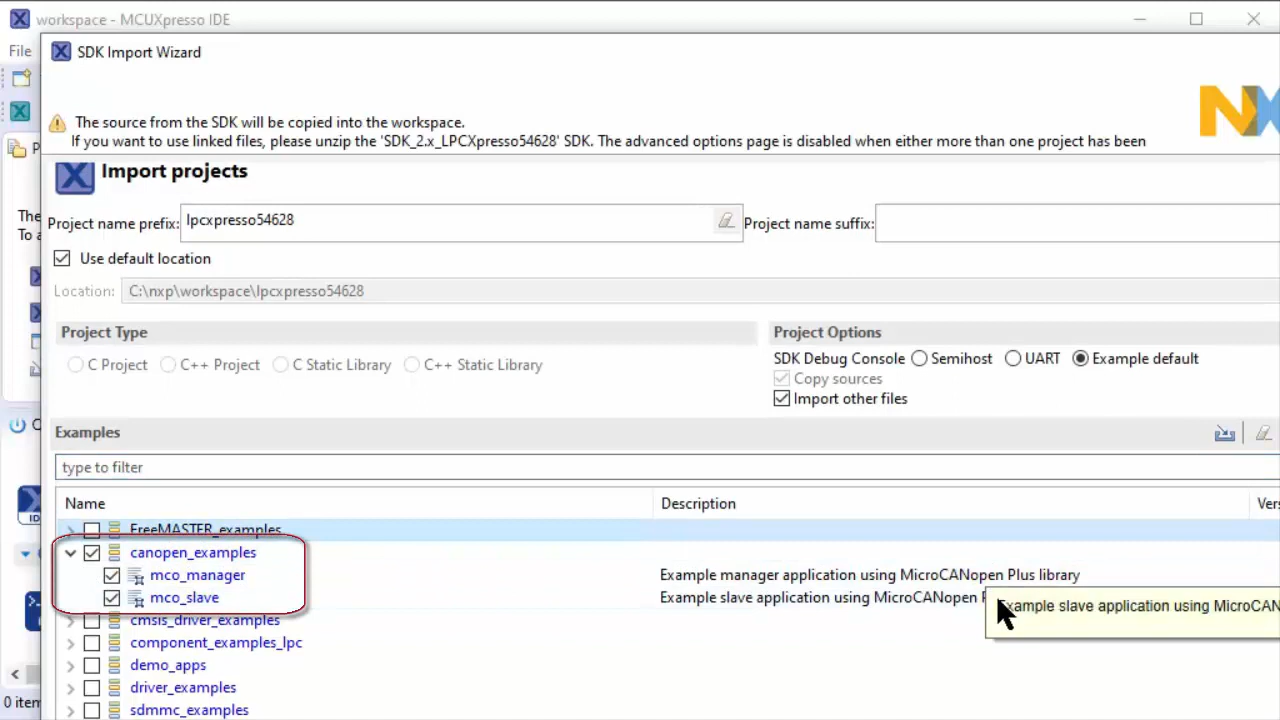 workspace - MCUXpresso IDE
File
SDK Import Wizard
The source from the SDK will be copied into the workspace.
If you want to use linked files, please unzip the 'SDK_2.x_LPCXpresso54628' SDK. The advanced options page is disabled when either more than one project has been
Import projects
The
To a
Project name prefix: lpcxpresso54628 Project name suffix:
Use default location
Location: C:\nxp\workspace\lpcxpresso54628
Project Type Project Options
C Project C++ Project C Static Library C++ Static Library
SDK Debug Console Semihost UART Example default
Copy sources
Import other files
Examples
type to filter
Name Description Vers
FreeMASTER_examples
canopen_examples
mco_manager Example manager application using MicroCANopen Plus library
mco_slave Example slave application using MicroCANopen
Example slave application using MicroCAN
cmsis_driver_examples
component_examples_lpc
demo_apps
driver_examples
sdmmc_examples
0 item